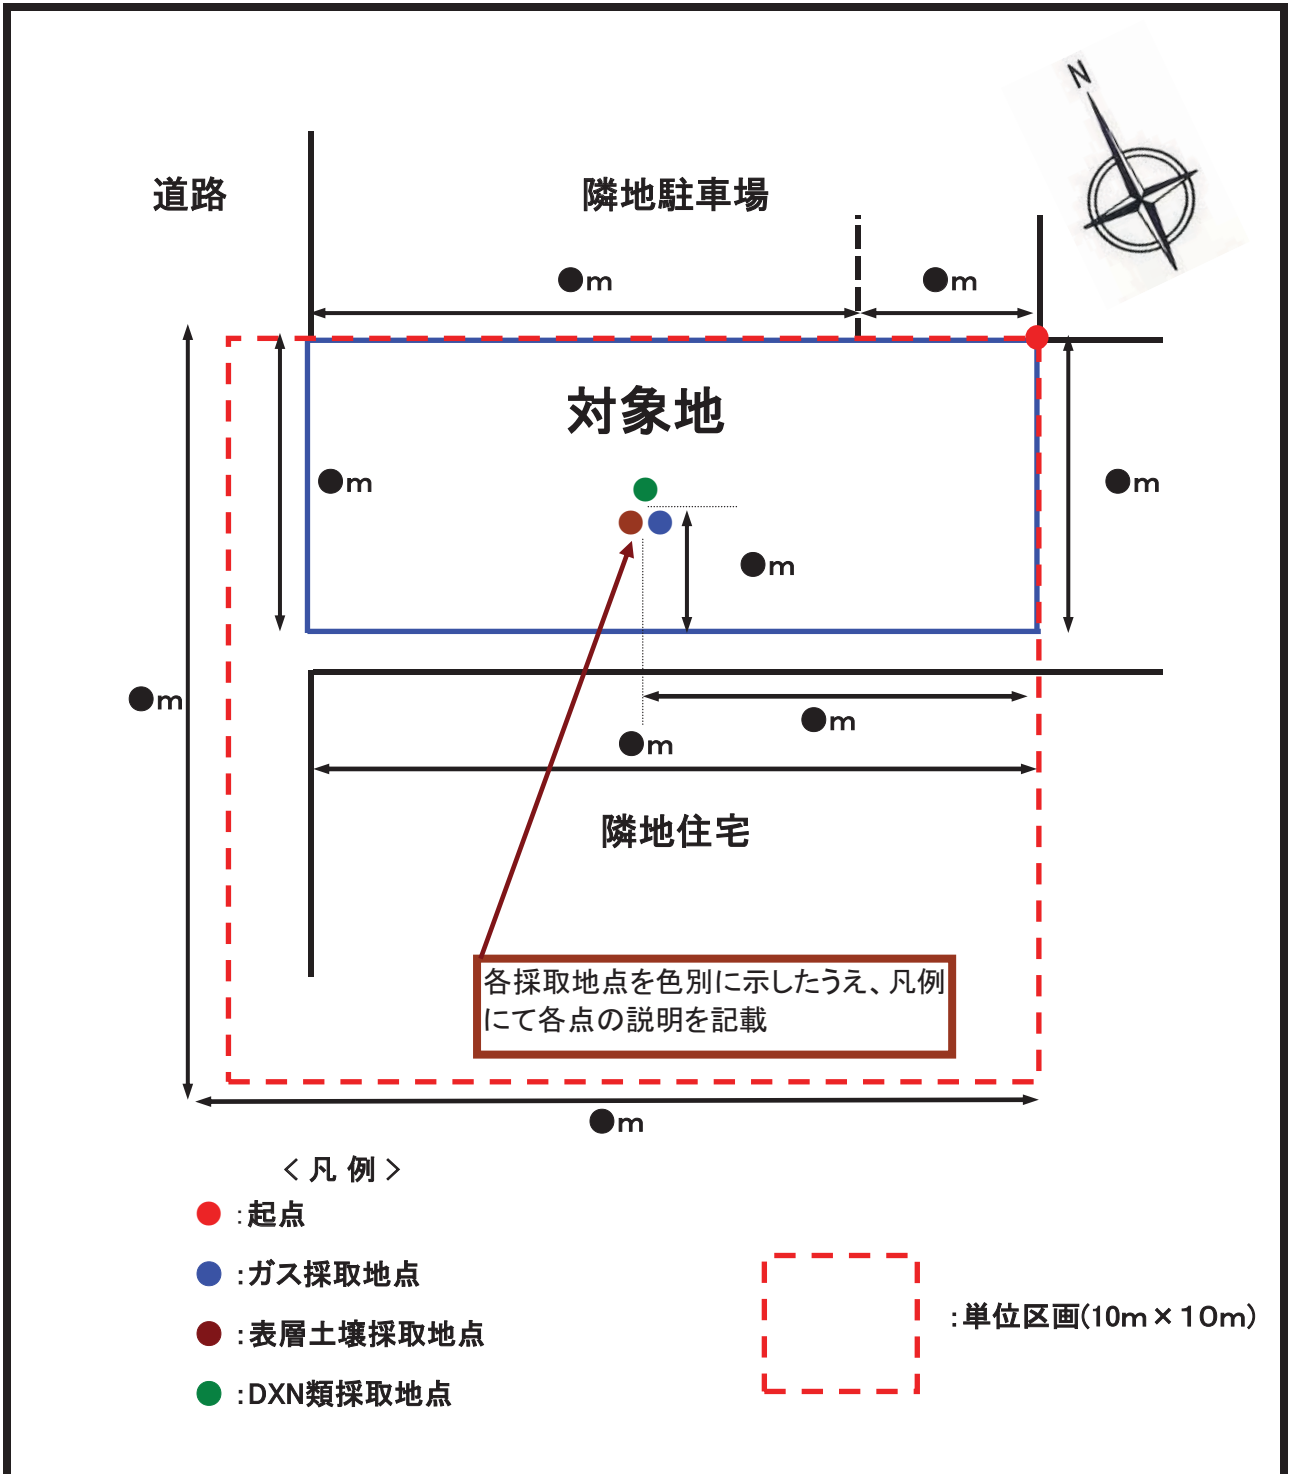 N
道路
隣地駐車場
●m
●m
対象地
●m
●m
●m
●m
●m
●m
隣地住宅
各採取地点を色別に示したうえ、凡例
にて各点の説明を記載
●m
＜凡 例＞
：起点
：ガス採取地点
：表層土壌採取地点
：DXN類採取地点
：単位区画(10m×10m)